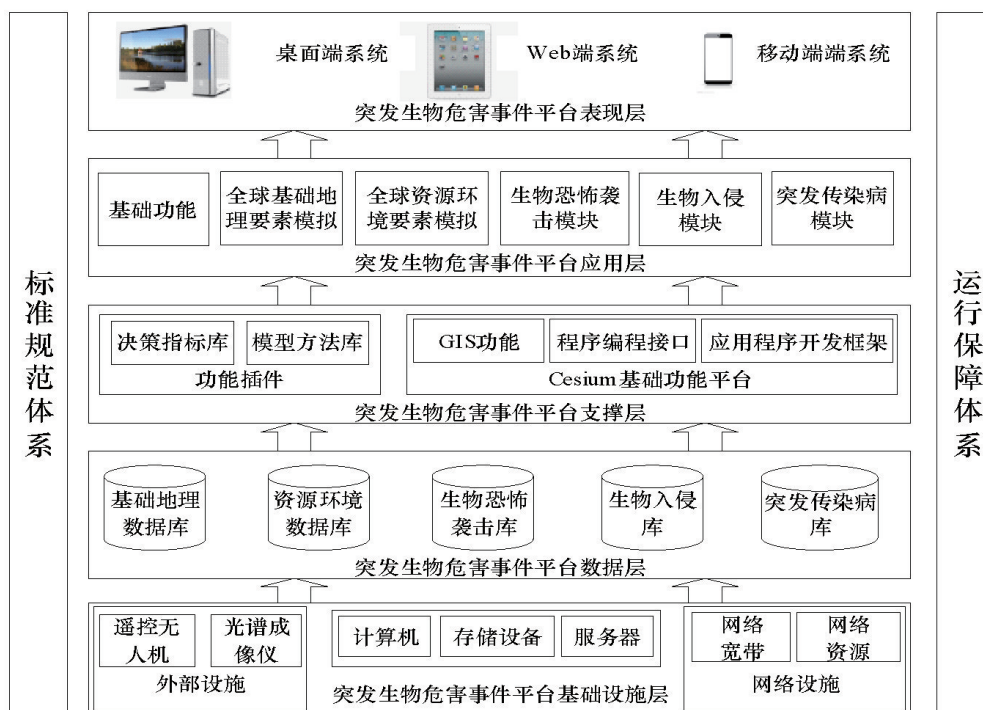 标准规范体系
桌面端系统
Web端系统
移动端端系统
突发生物危害事件平台表现层
基础功能
全球基础地
理要素模拟
全球资源环
境要素模拟
生物恐怖袭
击模块
生物入侵
模块
突发传染病
模块
突发生物危害事件平台应用层
决策指标库
模型方法库
功能插件
GIS功能
程序编程接口
应用程序开发框架
Cesium基础功能平台
突发生物危害事件平台支撑层
基础地理
数据库
资源环境
数据库
生物恐怖
袭击库
生物入侵
库
突发传染病
库
突发生物危害事件平台数据层
遥控无
人机
光谱成
像仪
外部设施
计算机
存储设备
服务器
突发生物危害事件平台基础设施层
网络
宽带
网络
资源
网络设施
运行保障体系